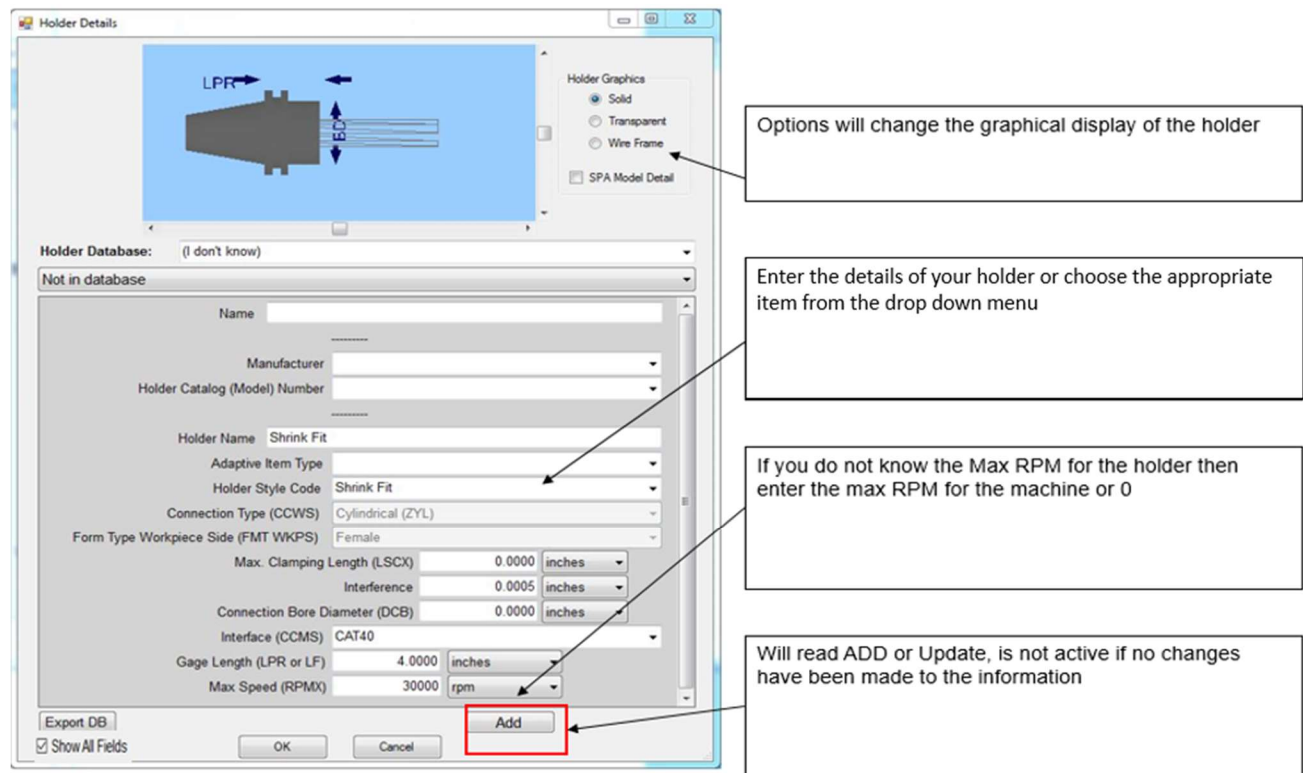 Holder Details
LPR
BD
Holder Graphics
Solid
Transparent
Wire Frame
SPA Model Detail
Options will change the graphical display of the holder
Holder Database: (I don't know)
Not in database
Enter the details of your holder or choose the appropriate
item from the drop down menu
Name
---------
Manufacturer
Holder Catalog (Model) Number
---------
Holder Name Shrink Fit
Adaptive Item Type
Holder Style Code Shrink Fit
Connection Type (CCWS) Cylindrical (ZYL)
Form Type Workpiece Side (FMT WKPS) Female
Max. Clamping Length (LSCX) 0.0000 inches
Interference 0.0005 inches
Connection Bore Diameter (DCB) 0.0000 inches
Interface (CCMS) CAT40
Gage Length (LPR or LF) 4.0000 inches
Max Speed (RPMX) 30000 rpm
If you do not know the Max RPM for the holder then
enter the max RPM for the machine or 0
Will read ADD or Update, is not active if no changes
have been made to the information
Export DB
Add
Show All Fields
OK
Cancel